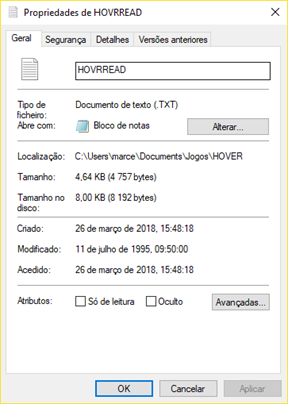 Propriedades de HOVRREAD
Geral Segurança Detalhes Versões anteriores
HOVRREAD
Tipo de ficheiro: Documento de texto (.TXT)
Abre com: Bloco de notas Alterar...
Localização: C:\Users\marce\Documents\Jogos\HOVER
Tamanho: 4,64 KB (4 757 bytes)
Tamanho no disco: 8,00 KB (8 192 bytes)
Criado: 26 de março de 2018, 15:48:18
Modificado: 11 de julho de 1995, 09:50:00
Acedido: 26 de março de 2018, 15:48:18
Atributos: Só de leitura Oculto Avançadas...
OK Cancelar Aplicar